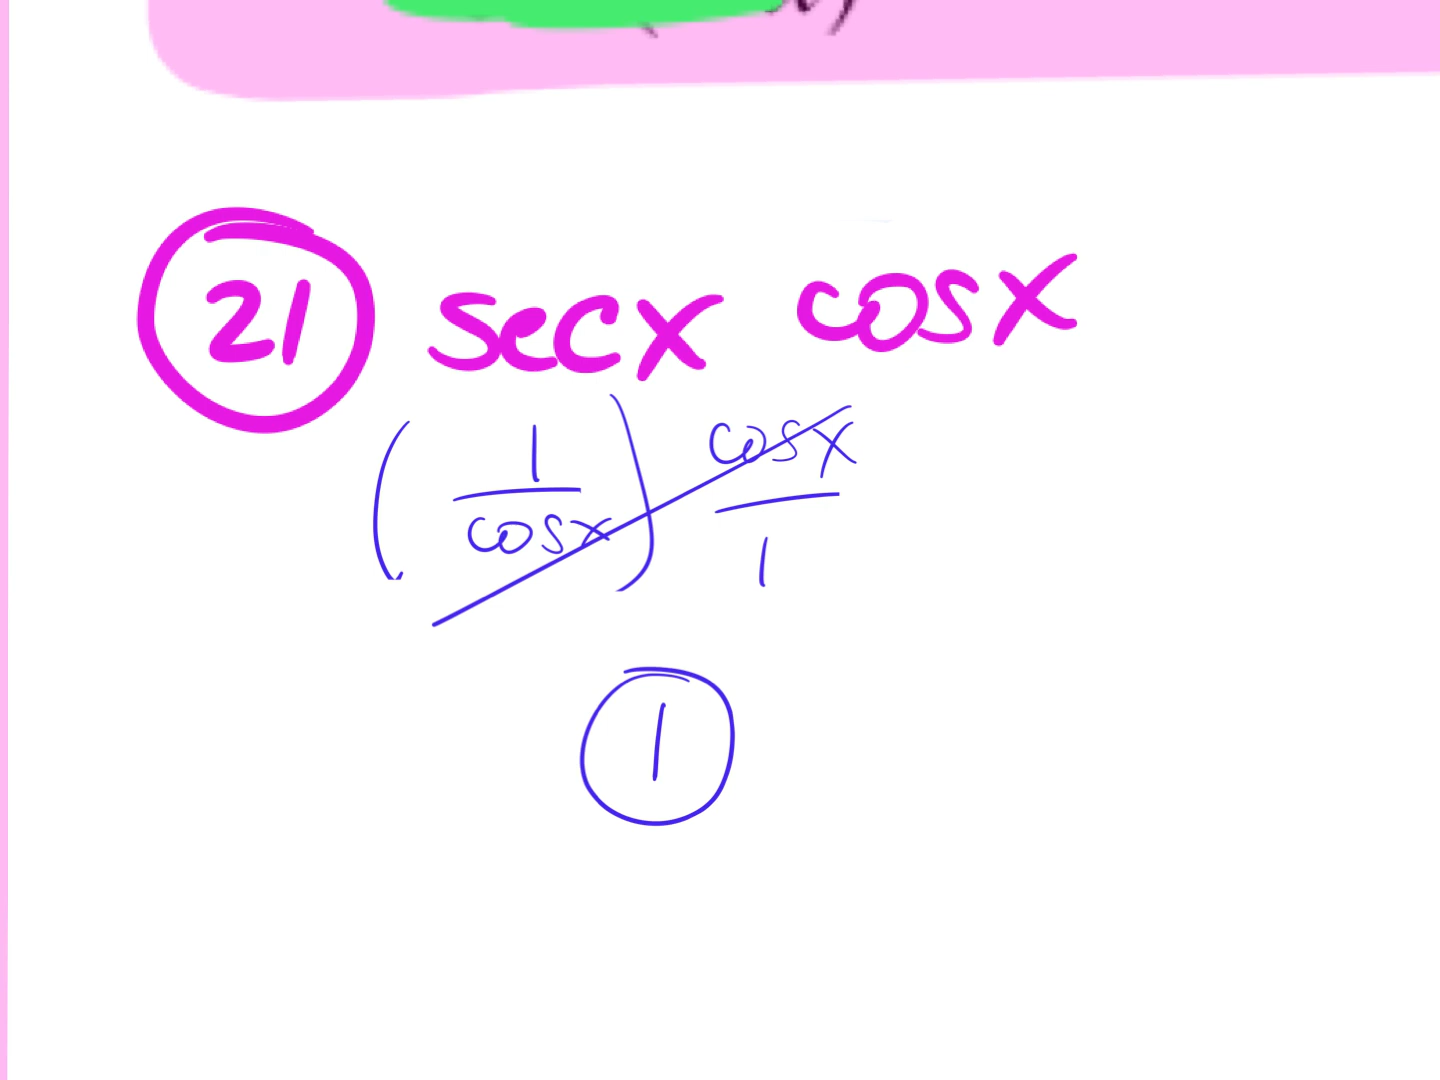 21 secx cosx
( 1 / cosx ) cosx / 1
1